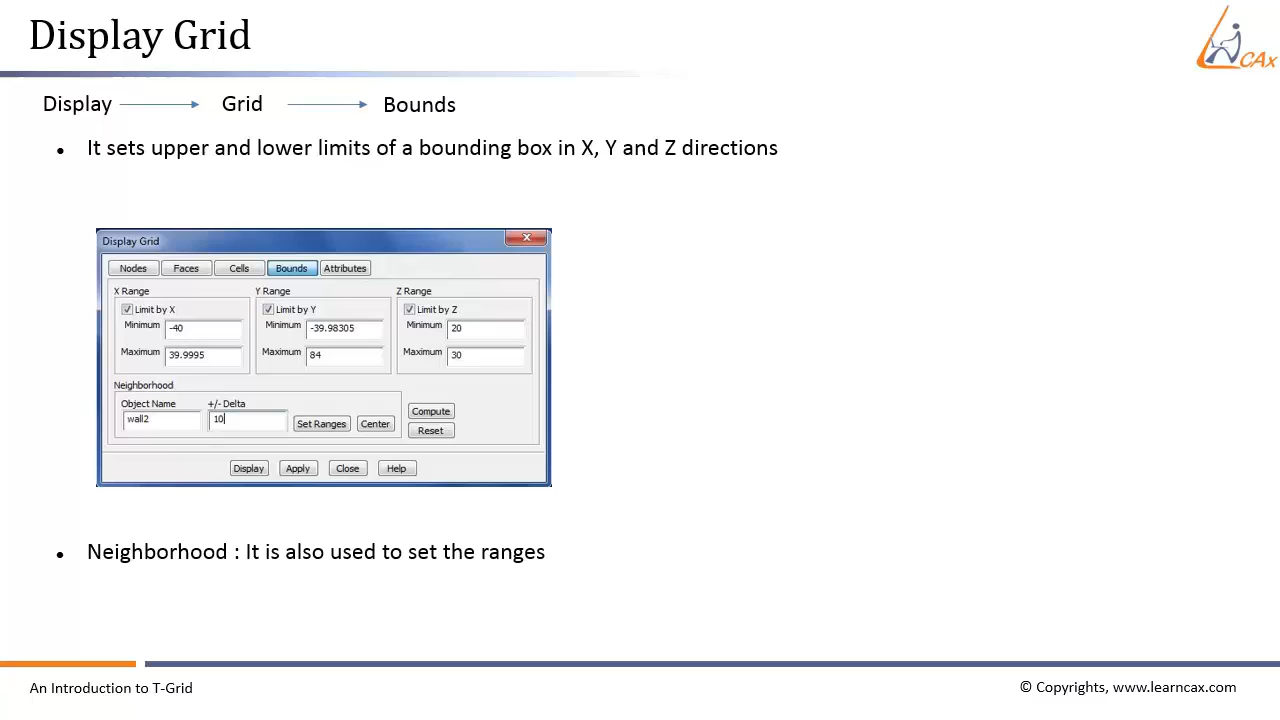 Display Grid
CAx
Display Grid Bounds
• It sets upper and lower limits of a bounding box in X, Y and Z directions
Display Grid
X
Nodes Faces Cells Bounds Attributes
X Range Y Range Z Range
Limit by X Limit by Y Limit by Z
Minimum -40 Minimum -39.98305 Minimum 20
Maximum 39.9995 Maximum 84 Maximum 30
Neighborhood
Object Name +/- Delta
wall2 10 Set Ranges Center Compute
Reset
Display Apply Close Help
• Neighborhood : It is also used to set the ranges
An Introduction to T-Grid © Copyrights, www.learncax.com